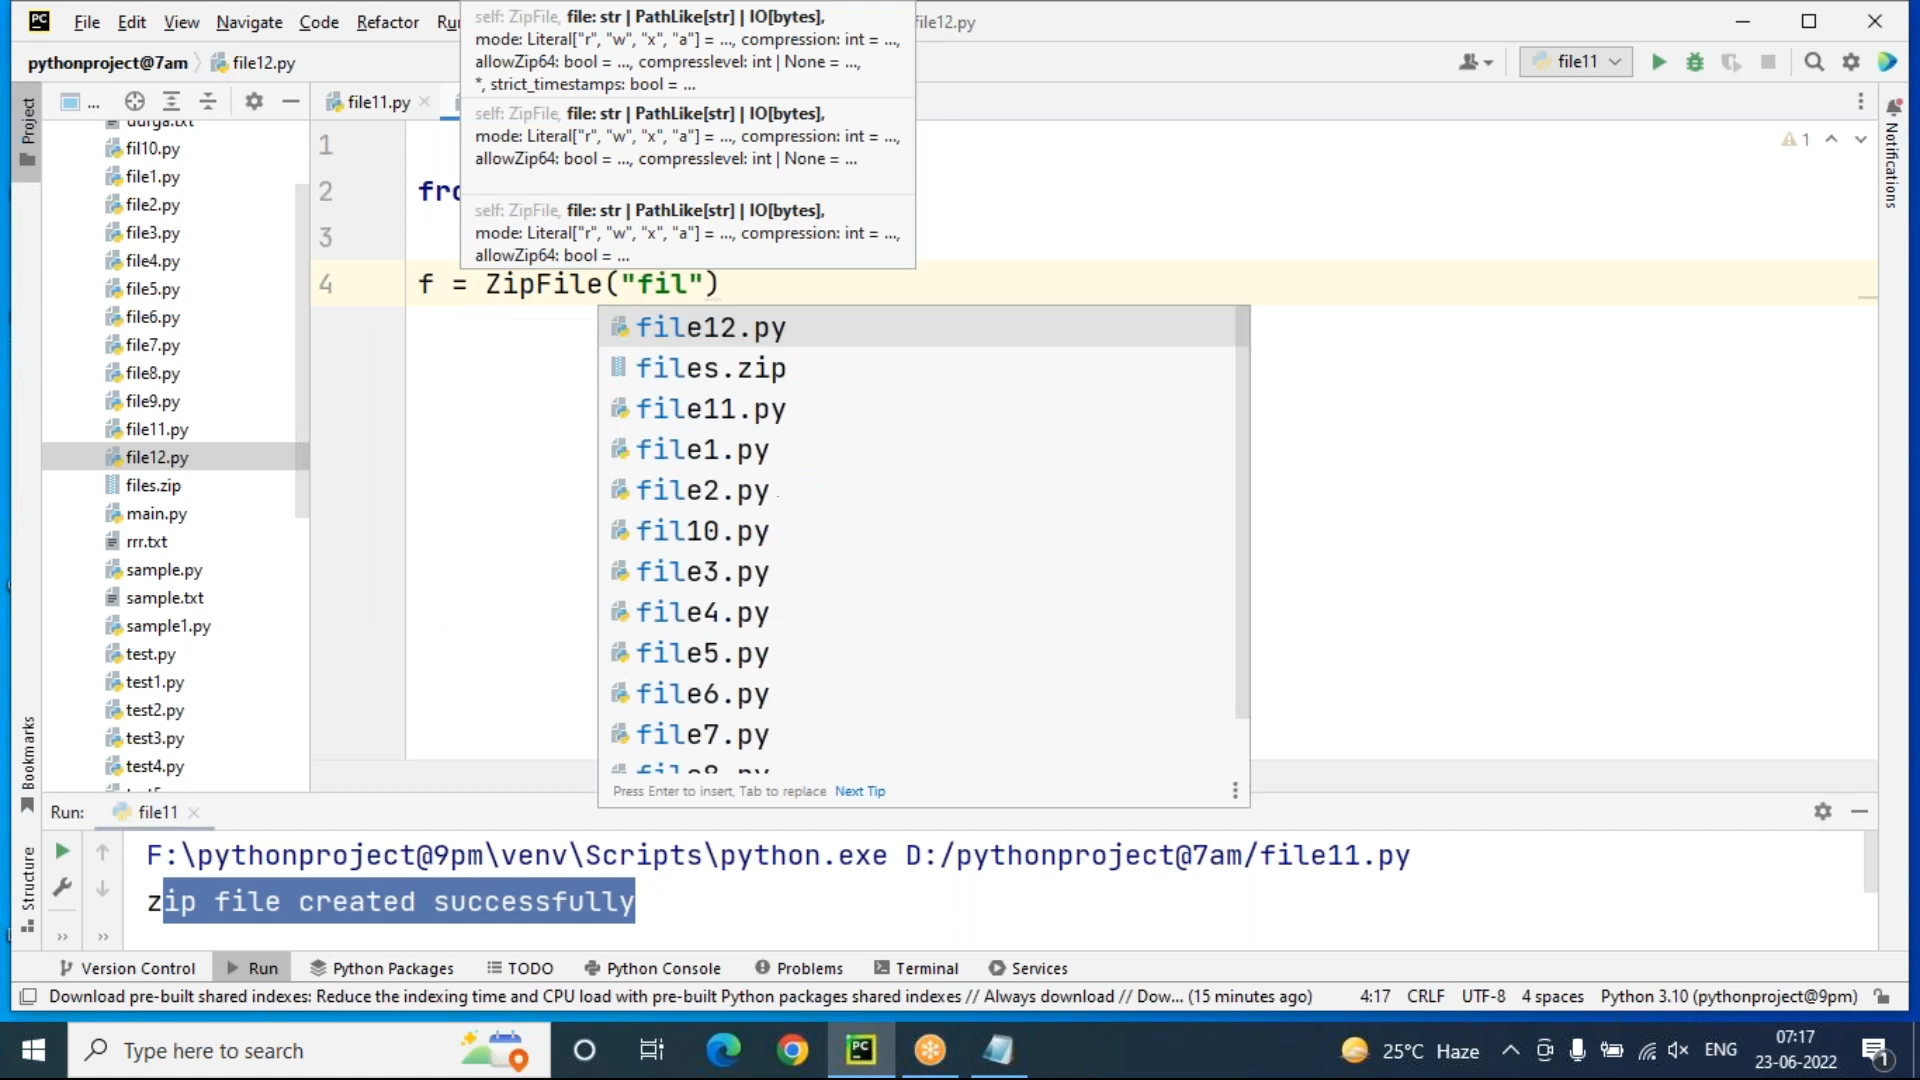 File Edit View Navigate Code Refactor file12.py
self: ZipFile, file: str | PathLike[str] | IO[bytes],
mode: Literal["r", "w", "x", "a"] = ..., compression: int = ...,
allowZip64: bool = ..., compresslevel: int | None = ...,
*, strict_timestamps: bool = ...
self: ZipFile, file: str | PathLike[str] | IO[bytes],
mode: Literal["r", "w", "x", "a"] = ..., compression: int = ...,
allowZip64: bool = ..., compresslevel: int | None = ...
self: ZipFile, file: str | PathLike[str] | IO[bytes],
mode: Literal["r", "w", "x", "a"] = ..., compression: int = ...,
allowZip64: bool = ...
pythonproject@7am file12.py
file11
Project
...
file11.py
fil10.py
file1.py
file2.py
file3.py
file4.py
file5.py
file6.py
file7.py
file8.py
file9.py
file11.py
file12.py
files.zip
main.py
rrr.txt
sample.py
sample.txt
sample1.py
test.py
test1.py
test2.py
test3.py
test4.py
1
2
3
4 f = ZipFile("fil")
1
Notifications
file12.py
files.zip
file11.py
file1.py
file2.py
fil10.py
file3.py
file4.py
file5.py
file6.py
file7.py
Press Enter to insert, Tab to replace Next Tip
Bookmarks
Structure
Run: file11
F:\pythonproject@9pm\venv\Scripts\python.exe D:/pythonproject@7am/file11.py
zip file created successfully
Version Control Run Python Packages TODO Python Console Problems Terminal Services
Download pre-built shared indexes: Reduce the indexing time and CPU load with pre-built Python packages shared indexes // Always download // Dow... (15 minutes ago) 4:17 CRLF UTF-8 4 spaces Python 3.10 (pythonproject@9pm)
Type here to search
PC
25°C Haze
ENG
07:17
23-06-2022
1